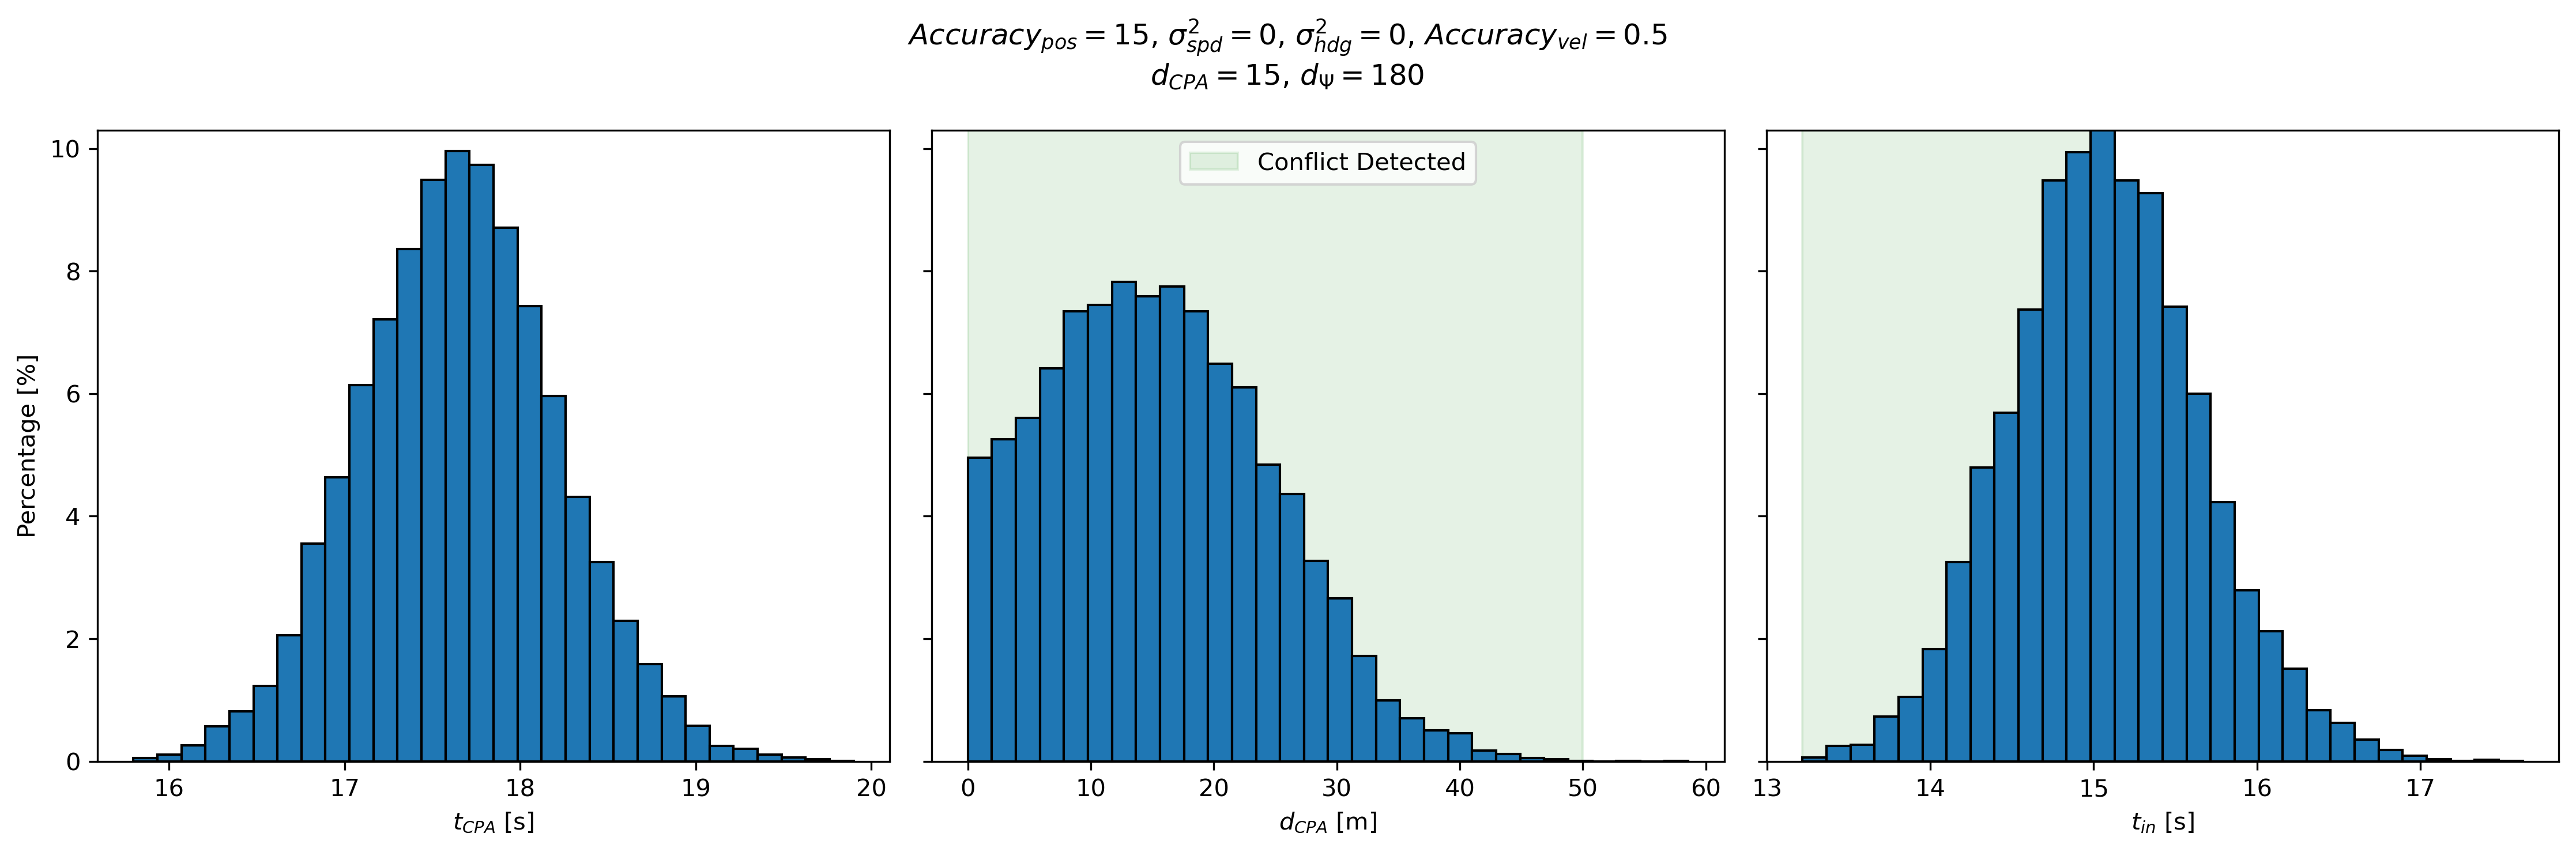 Accuracy_pos = 15, σ²_spd = 0, σ²_hdg = 0, Accuracy_vel = 0.5
d_CPA = 15, d_Ψ = 180
Percentage [%]
10
8
6
4
2
0
16 17 18 19 20
t_CPA [s]
Conflict Detected
0 10 20 30 40 50 60
d_CPA [m]
13 14 15 16 17
t_in [s]